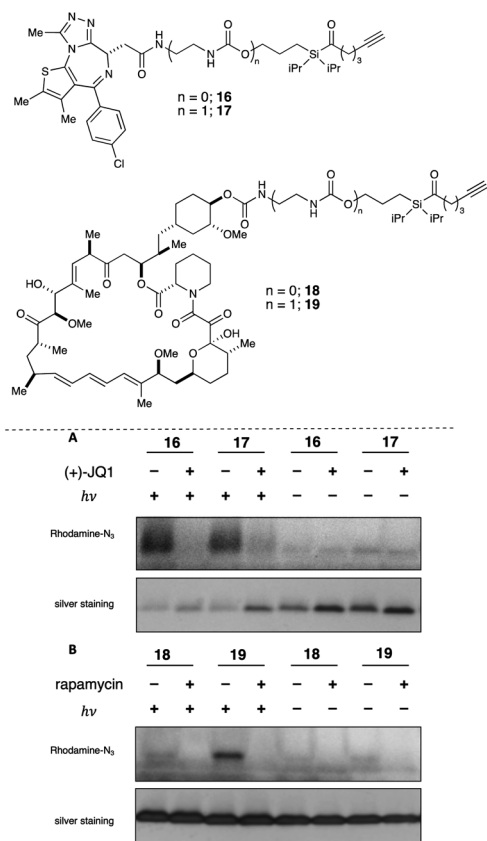 N N
Me N
O
N
H
H
N
O
O
n
Si
O
3
iPr iPr
S
N
Me
Me
Cl
n = 0; 16
n = 1; 17
O
O
N
H
H
N
O
O
n
Si
O
3
iPr iPr
OMe
Me
Me
O
O
O
N
O
O
HO
Me
O
OMe
Me
OMe
O
OH
Me
Me
Me
n = 0; 18
n = 1; 19
A
16 17 16 17
(+)-JQ1 – + – + – + – +
hν + + + + – – – –
Rhodamine-N3
silver staining
B
18 19 18 19
rapamycin – + – + – + – +
hν + + + + – – – –
Rhodamine-N3
silver staining